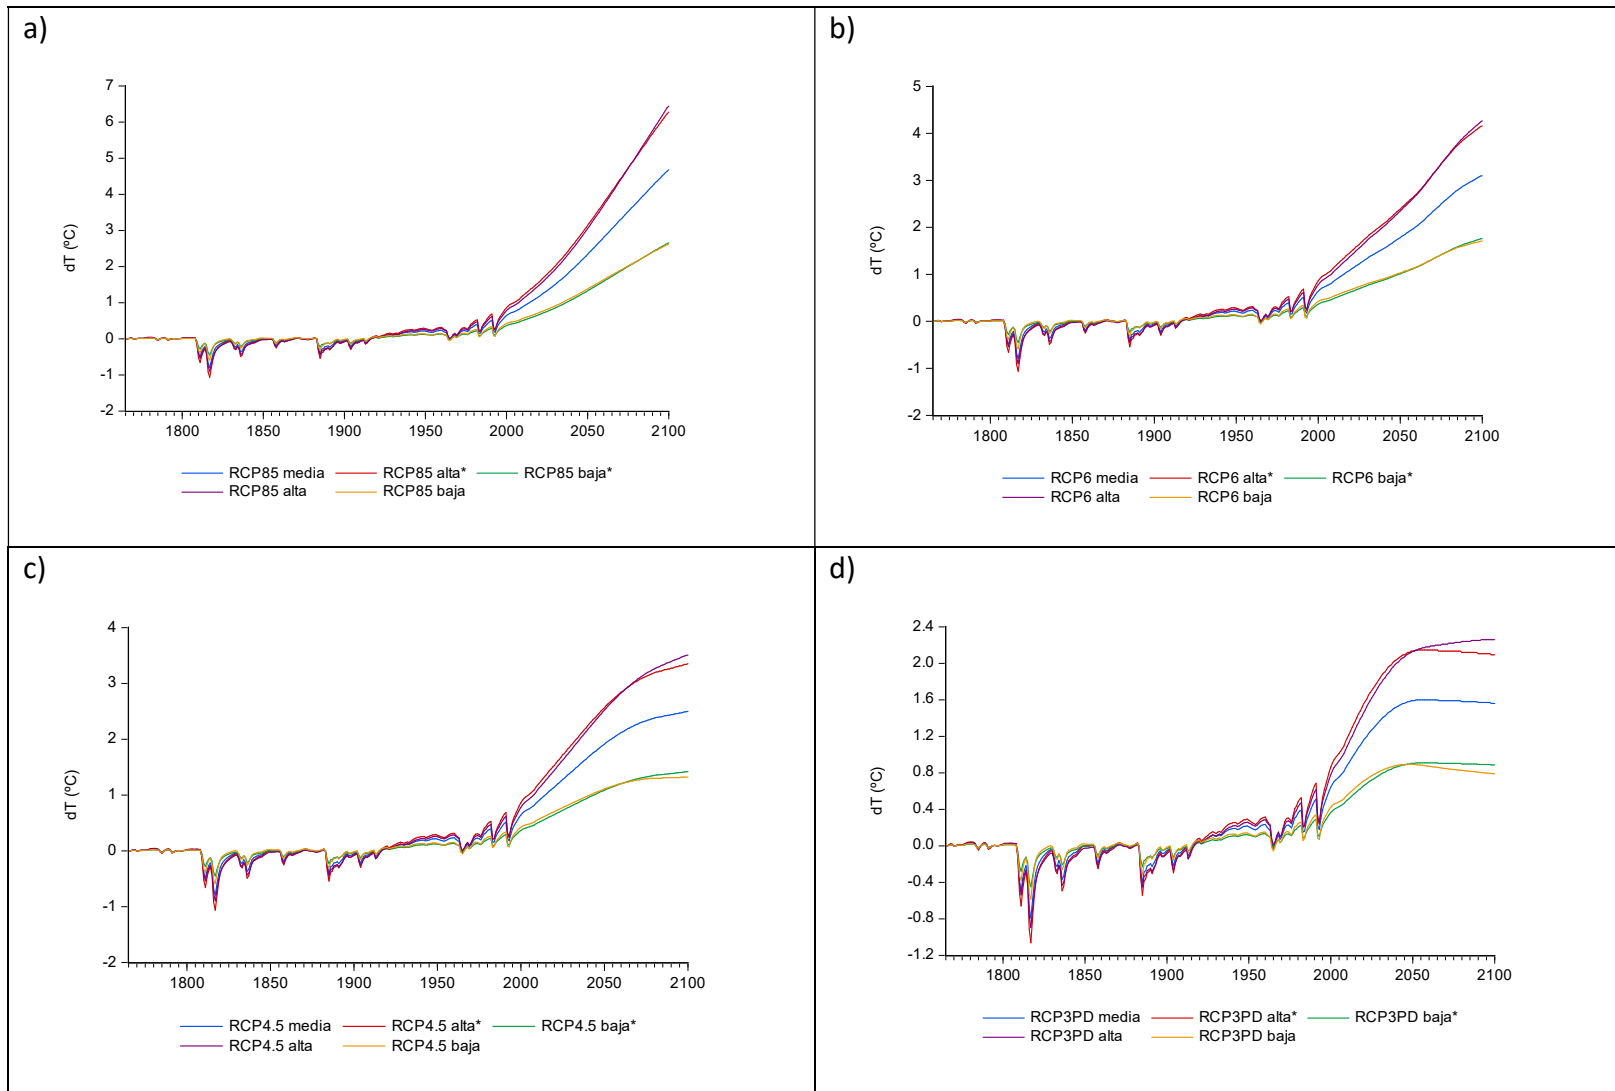 a)
7
6
5
4
3
2
1
0
-1
-2
dT (ºC)
1800 1850 1900 1950 2000 2050 2100
RCP85 media RCP85 alta* RCP85 baja*
RCP85 alta RCP85 baja
b)
5
4
3
2
1
0
-1
-2
dT (ºC)
1800 1850 1900 1950 2000 2050 2100
RCP6 media RCP6 alta* RCP6 baja*
RCP6 alta RCP6 baja
c)
4
3
2
1
0
-1
-2
dT (ºC)
1800 1850 1900 1950 2000 2050 2100
RCP4.5 media RCP4.5 alta* RCP4.5 baja*
RCP4.5 alta RCP4.5 baja
d)
2.4
2.0
1.6
1.2
0.8
0.4
0.0
-0.4
-0.8
-1.2
dT (ºC)
1800 1850 1900 1950 2000 2050 2100
RCP3PD media RCP3PD alta* RCP3PD baja*
RCP3PD alta RCP3PD baja